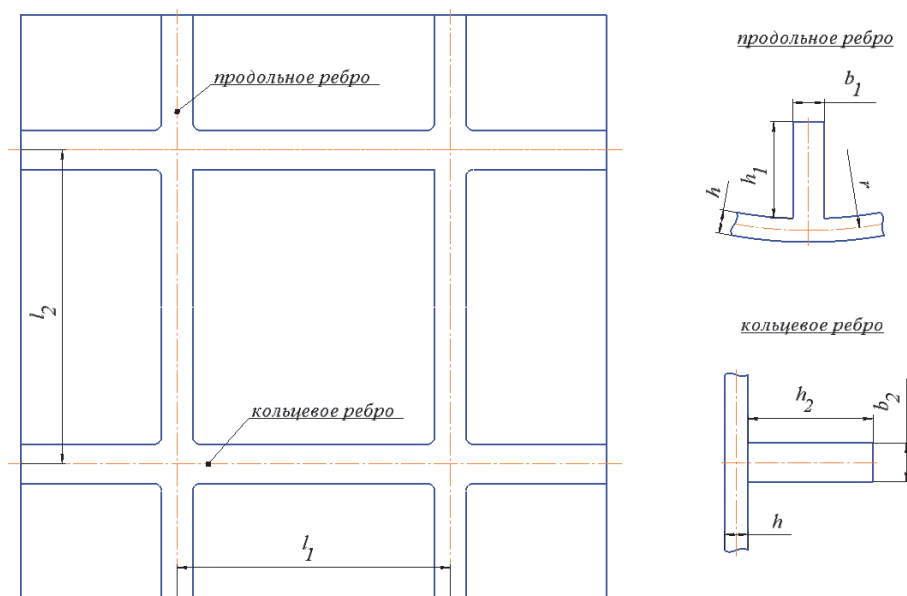 продольное ребро
l2
кольцевое ребро
l1
продольное ребро
b1
h1
h
r
кольцевое ребро
h2
b2
h